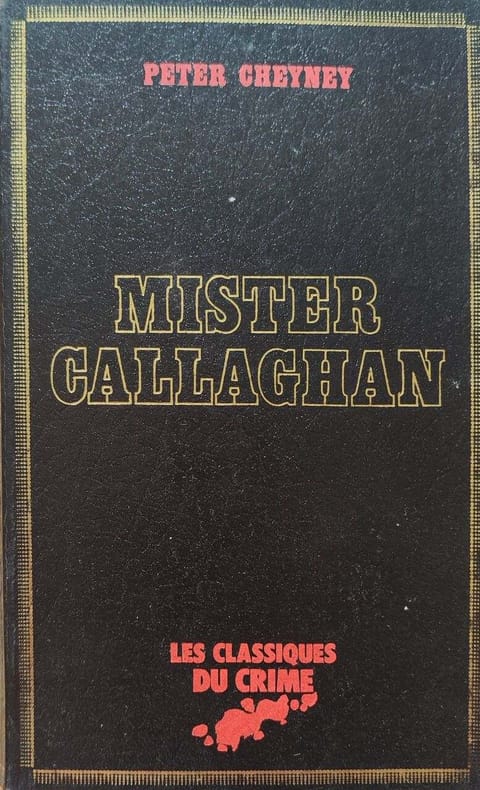 PETER CHEYNEY
MISTER
CALLAGHAN
LES CLASSIQUES
DU CRIME